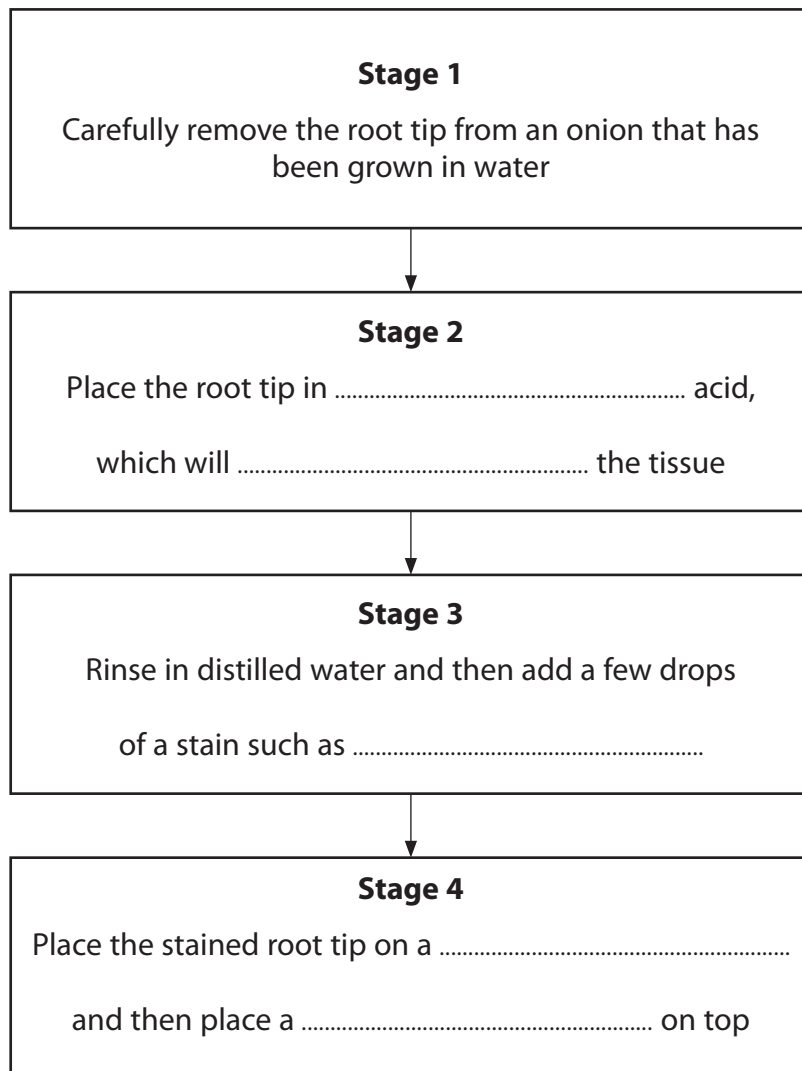 Stage 1
Carefully remove the root tip from an onion that has
been grown in water
Stage 2
Place the root tip in .............................................................. acid,
which will .............................................................. the tissue
Stage 3
Rinse in distilled water and then add a few drops
of a stain such as ..............................................................
Stage 4
Place the stained root tip on a ..............................................................
and then place a .............................................................. on top